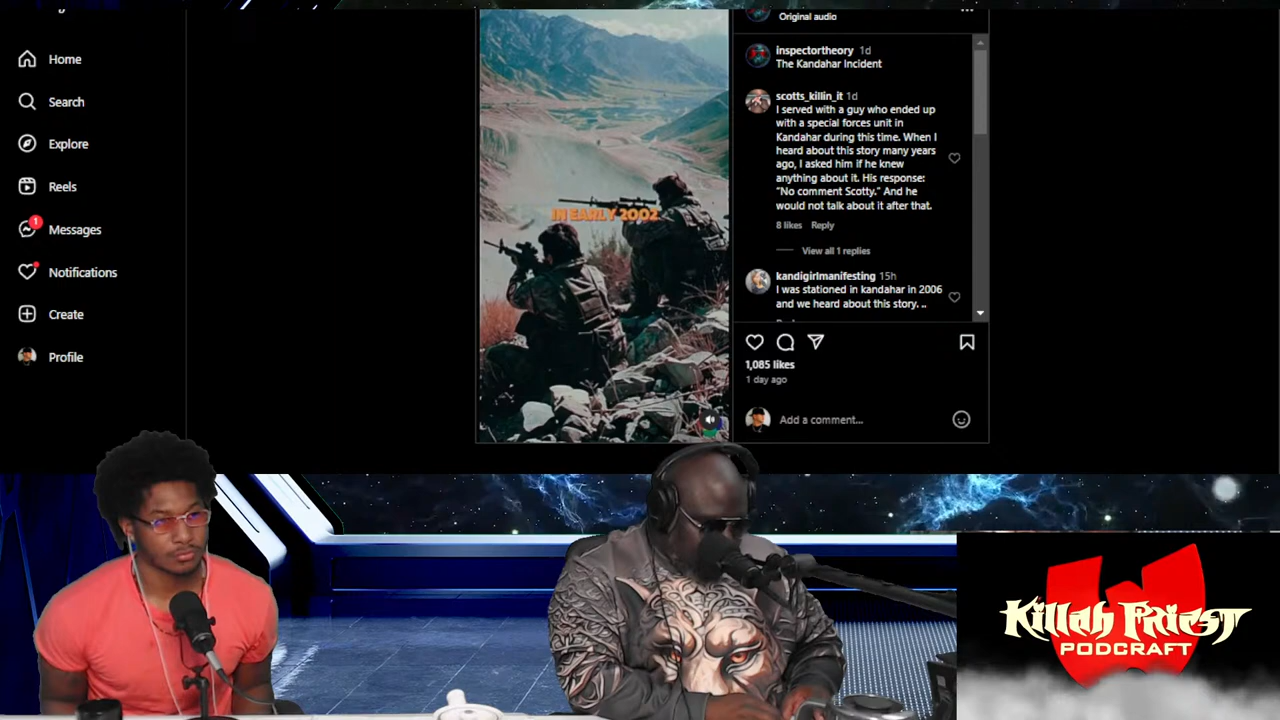 Original audio
Home
Search
Explore
Reels
1
Messages
Notifications
Create
Profile
IN EARLY 2002
inspectortheory 1d
The Kandahar Incident
scotts_killin_it 1d
I served with a guy who ended up
with a special forces unit in
Kandahar during this time. When I
heard about this story many years
ago, I asked him if he knew
anything about it. His response:
"No comment Scotty." And he
would not talk about it after that.
8 likes Reply
View all 1 replies
kandigirlmanifesting 15h
I was stationed in kandahar in 2006
and we heard about this story. ..
1,085 likes
1 day ago
Add a comment...
Killah Priest
PODCRAFT